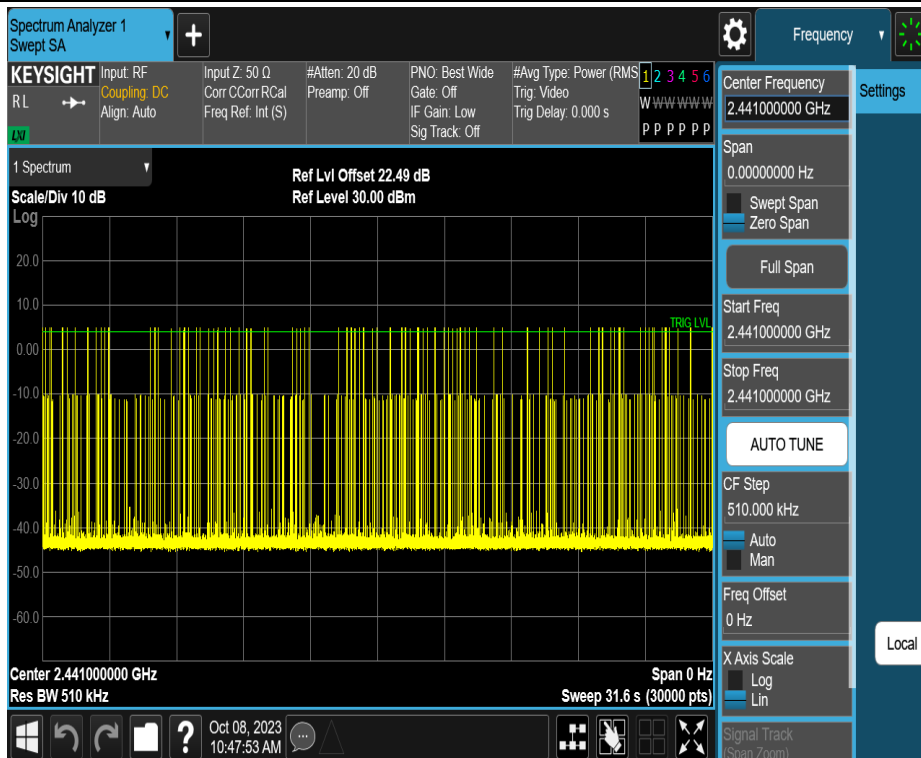 Spectrum Analyzer 1
Swept SA
+
Frequency
KEYSIGHT
RL
LXI
Input: RF
Coupling: DC
Align: Auto
Input Z: 50 Ω
Corr CCorr RCal
Freq Ref: Int (S)
#Atten: 20 dB
Preamp: Off
PNO: Best Wide
Gate: Off
IF Gain: Low
Sig Track: Off
#Avg Type: Power (RMS
Trig: Video
Trig Delay: 0.000 s
1 2 3 4 5 6
W W W W W W
P P P P P P
1 Spectrum
Scale/Div 10 dB
Ref Lvl Offset 22.49 dB
Ref Level 30.00 dBm
Log
20.0
10.0
0.00
-10.0
-20.0
-30.0
-40.0
-50.0
-60.0
TRIG LVL
Center 2.441000000 GHz
Res BW 510 kHz
Span 0 Hz
Sweep 31.6 s (30000 pts)
Center Frequency
2.441000000 GHz
Span
0.00000000 Hz
Swept Span
Zero Span
Full Span
Start Freq
2.441000000 GHz
Stop Freq
2.441000000 GHz
AUTO TUNE
CF Step
510.000 kHz
Auto
Man
Freq Offset
0 Hz
X Axis Scale
Log
Lin
Signal Track
(Span Zoom)
Settings
Local
?
Oct 08, 2023
10:47:53 AM